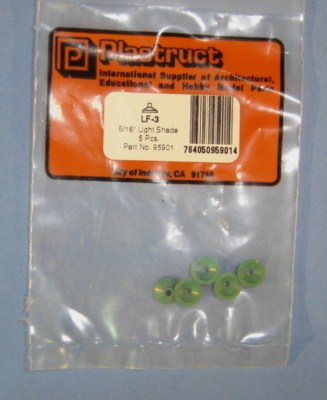 Plastruct
International Supplier of Architectural,
Educational and Hobby Model Parts
LF-3
5/16" Light Shade
5 Pcs.
Part No. 95901
764050959014
City of Industry, CA 91748